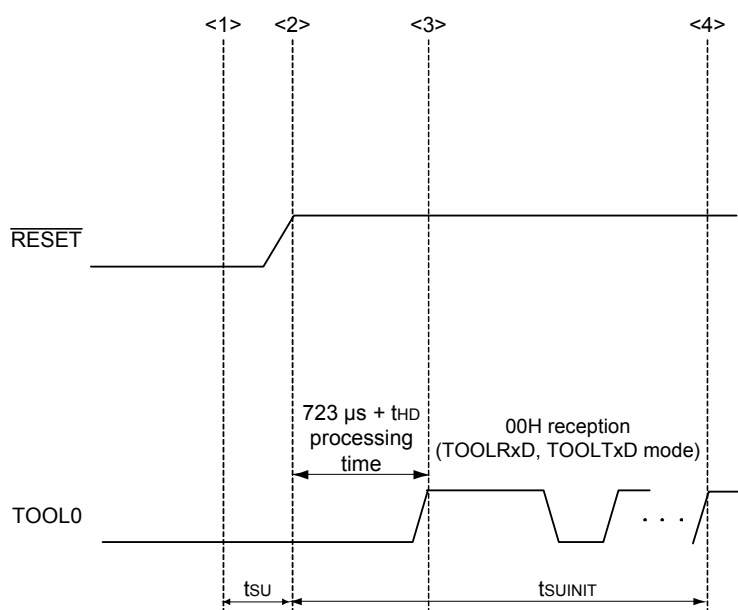 <1> <2> <3> <4>
RESET
723 µs + tHD
processing
time
00H reception
(TOOLRxD, TOOLTxD mode)
TOOL0
. . .
tSU
tSUINIT